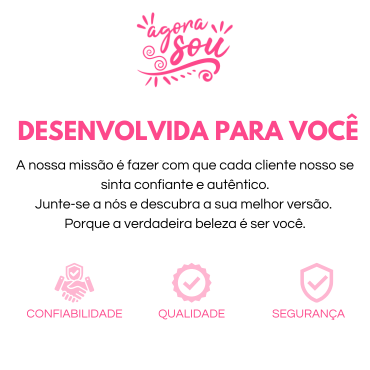 agora
sou
DESENVOLVIDA PARA VOCÊ
A nossa missão é fazer com que cada cliente nosso se
sinta confiante e autêntico.
Junte-se a nós e descubra a sua melhor versão.
Porque a verdadeira beleza é ser você.
CONFIABILIDADE
QUALIDADE
SEGURANÇA